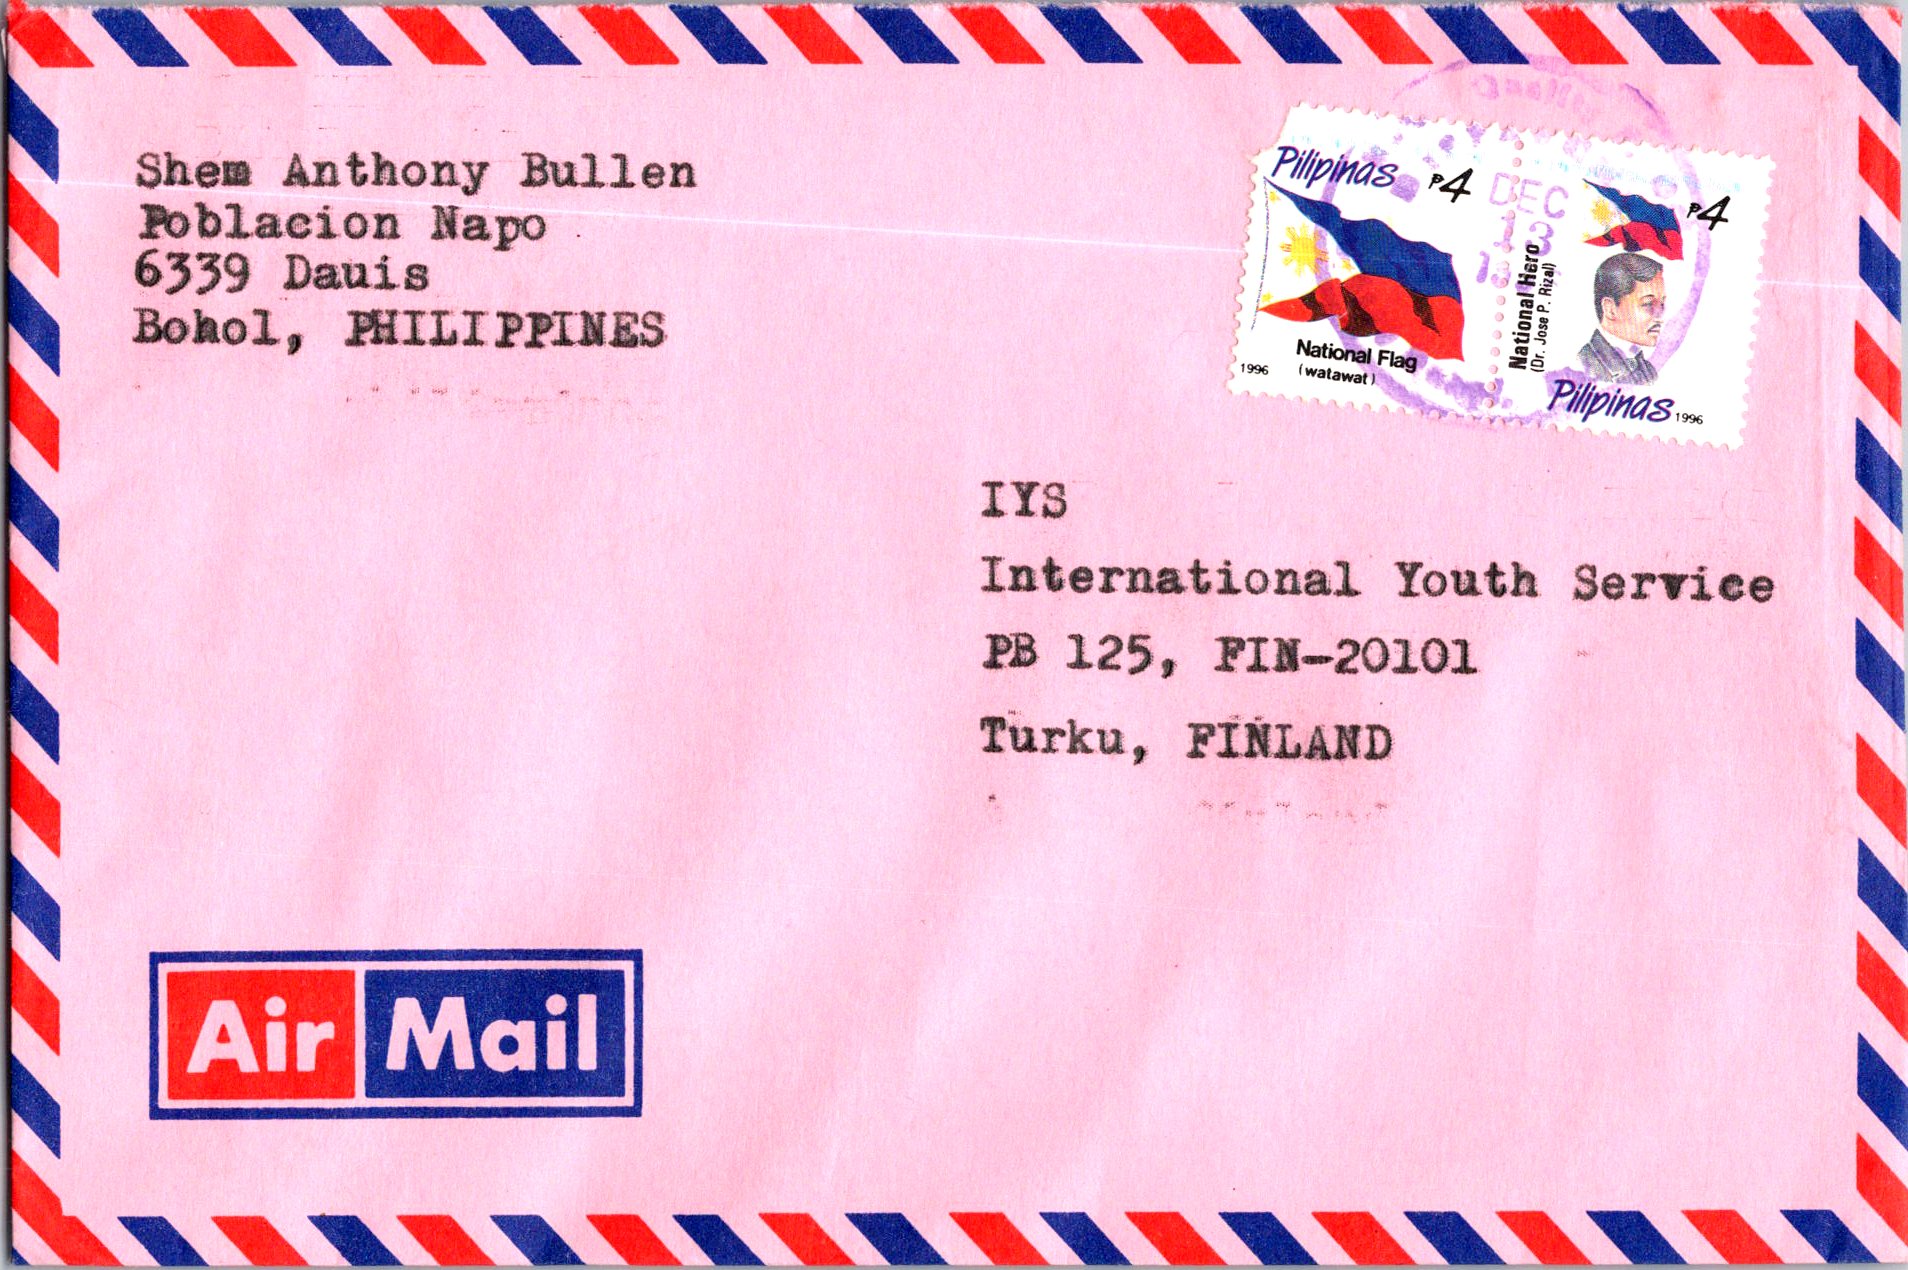 Shem Anthony Bullen
Poblacion Napo
6339 Dauis
Bohol, PHILIPPINES
Pilipinas ₱4
National Flag
(watawat)
1996
DEC
13
₱4
National Hero
(Dr. Jose P. Rizal)
Pilipinas 1996
IYS
International Youth Service
PB 125, FIN-20101
Turku, FINLAND
Air Mail